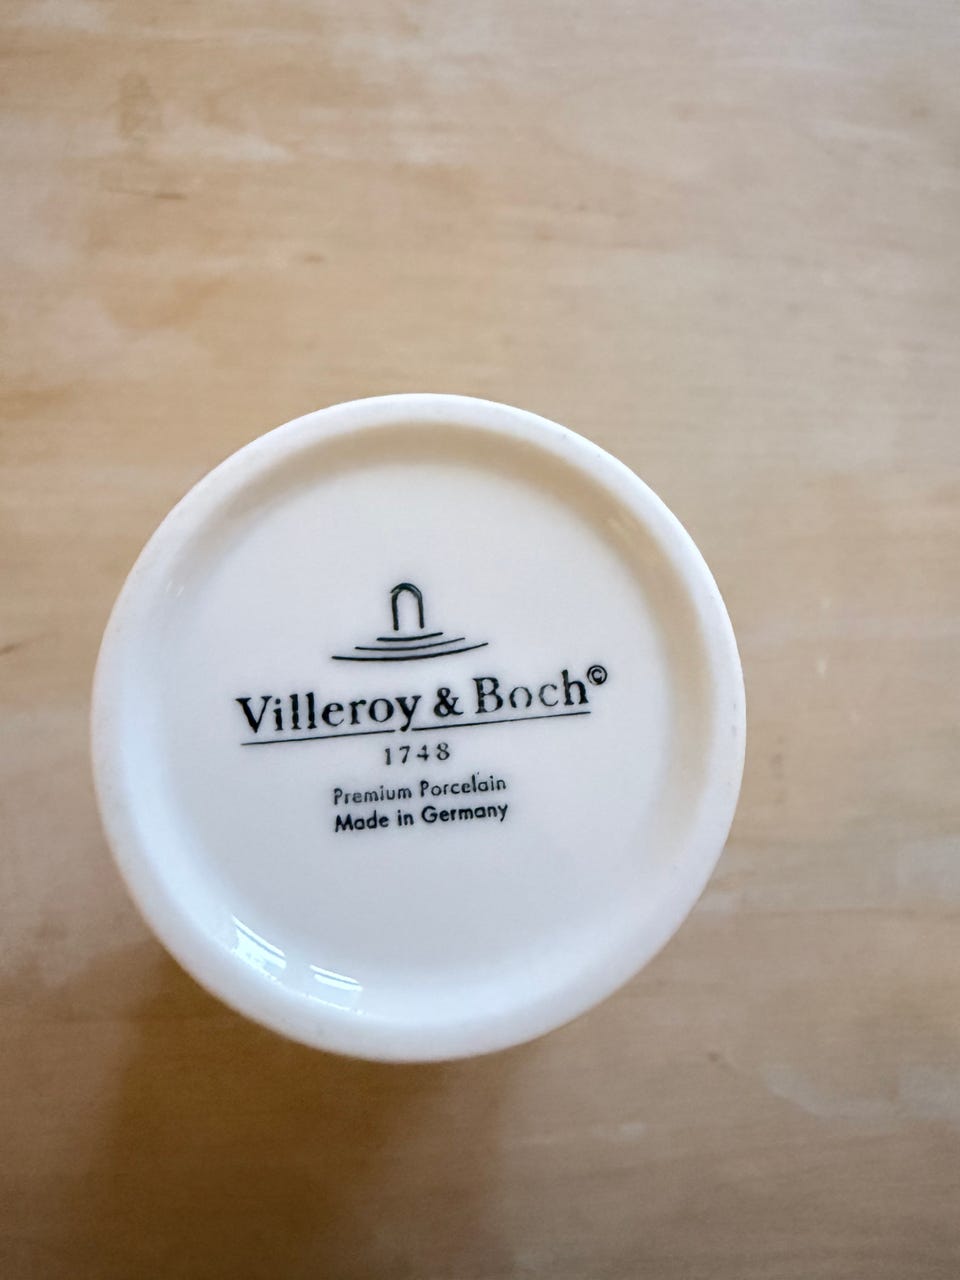 Villeroy & Boch©
1748
Premium Porcelain
Made in Germany